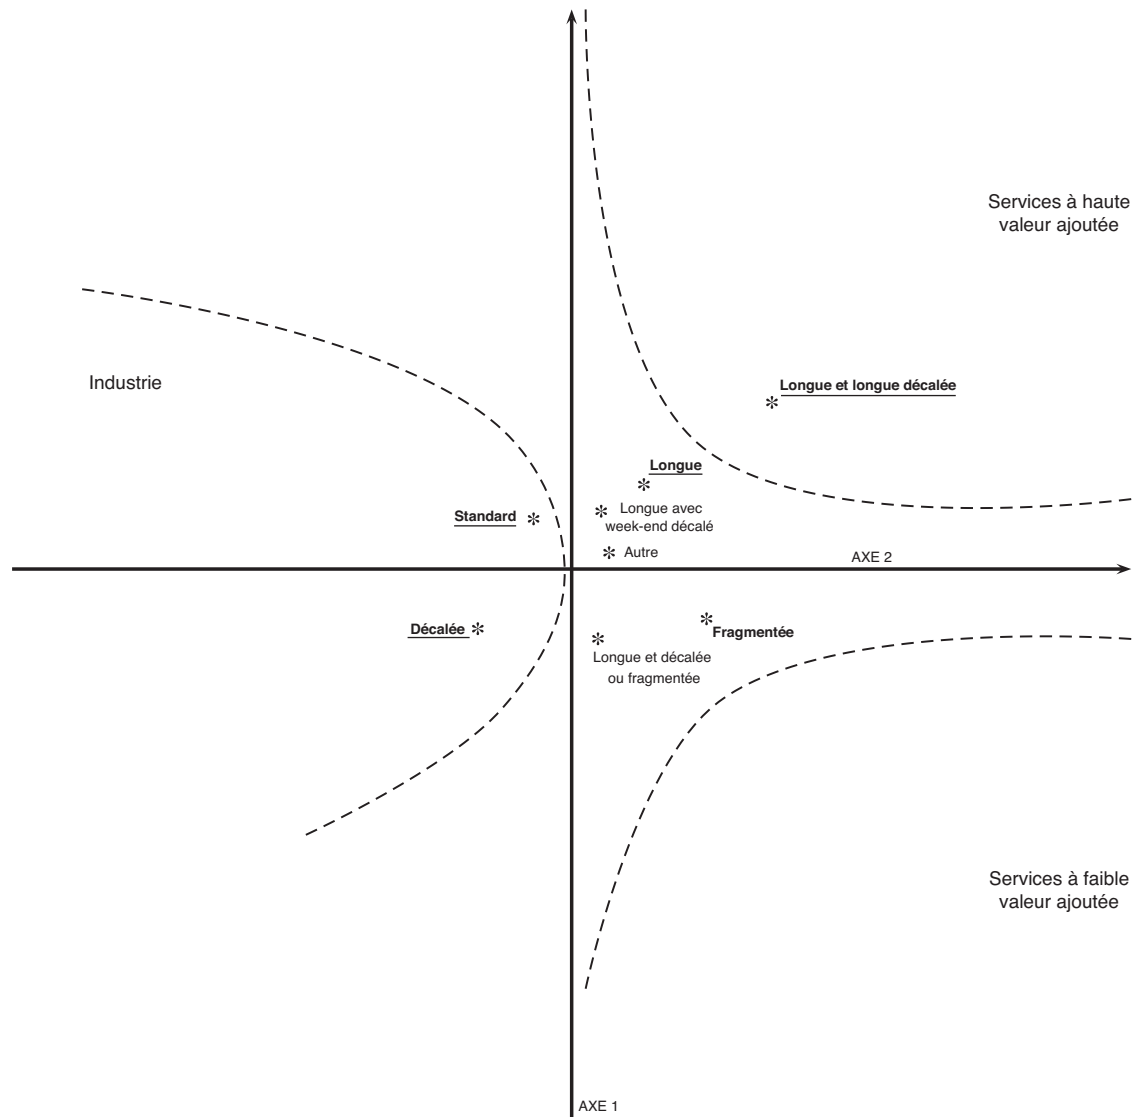 Services à haute
valeur ajoutée
Industrie
Longue et longue décalée
Longue
Longue avec
week-end décalé
Standard
Autre
AXE 2
Décalée
Fragmentée
Longue et décalée
ou fragmentée
Services à faible
valeur ajoutée
AXE 1